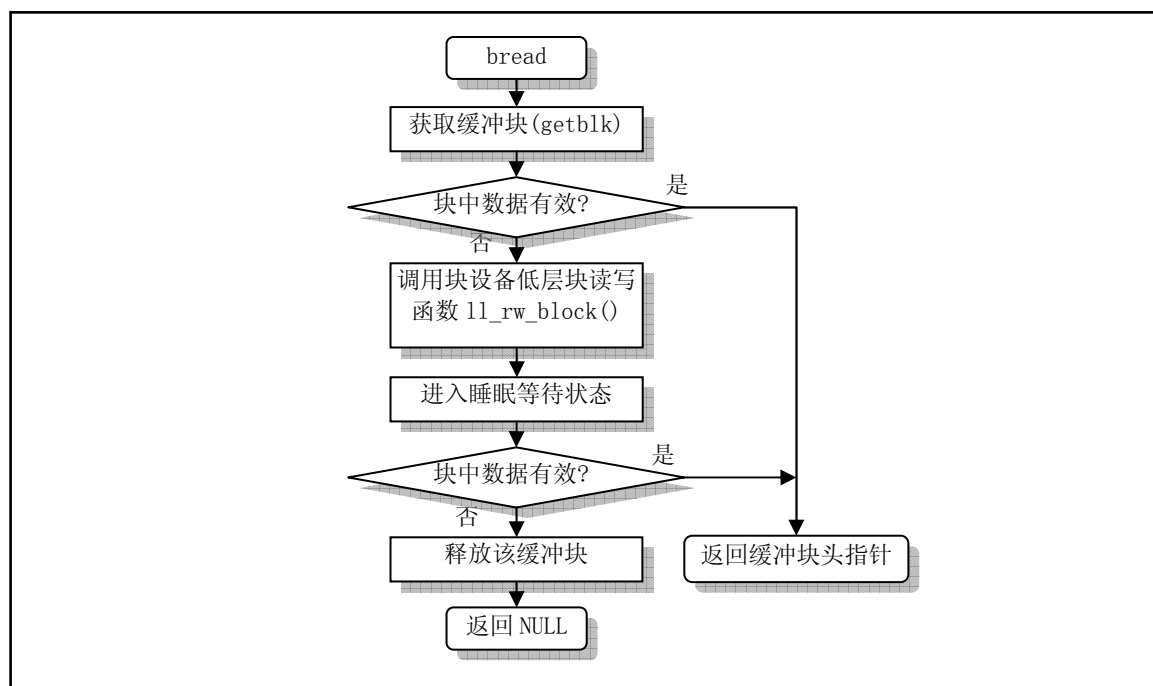 bread
获取缓冲块(getblk)
块中数据有效?
是
否
调用块设备低层块读写
函数 ll_rw_block()
进入睡眠等待状态
块中数据有效?
是
否
释放该缓冲块
返回缓冲块头指针
返回 NULL